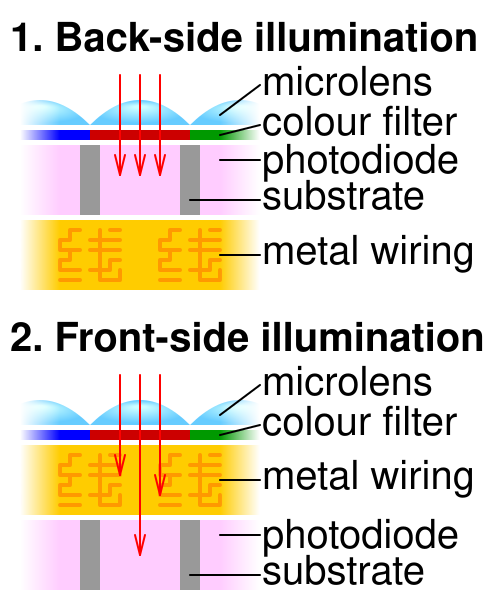 1. Back-side illumination
microlens
colour filter
photodiode
substrate
metal wiring
2. Front-side illumination
microlens
colour filter
metal wiring
photodiode
substrate